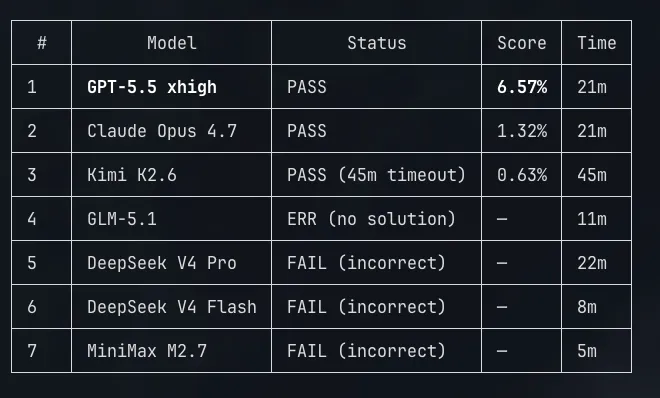 # Model Status Score Time
1 GPT-5.5 xhigh PASS 6.57% 21m
2 Claude Opus 4.7 PASS 1.32% 21m
3 Kimi K2.6 PASS (45m timeout) 0.63% 45m
4 GLM-5.1 ERR (no solution) — 11m
5 DeepSeek V4 Pro FAIL (incorrect) — 22m
6 DeepSeek V4 Flash FAIL (incorrect) — 8m
7 MiniMax M2.7 FAIL (incorrect) — 5m